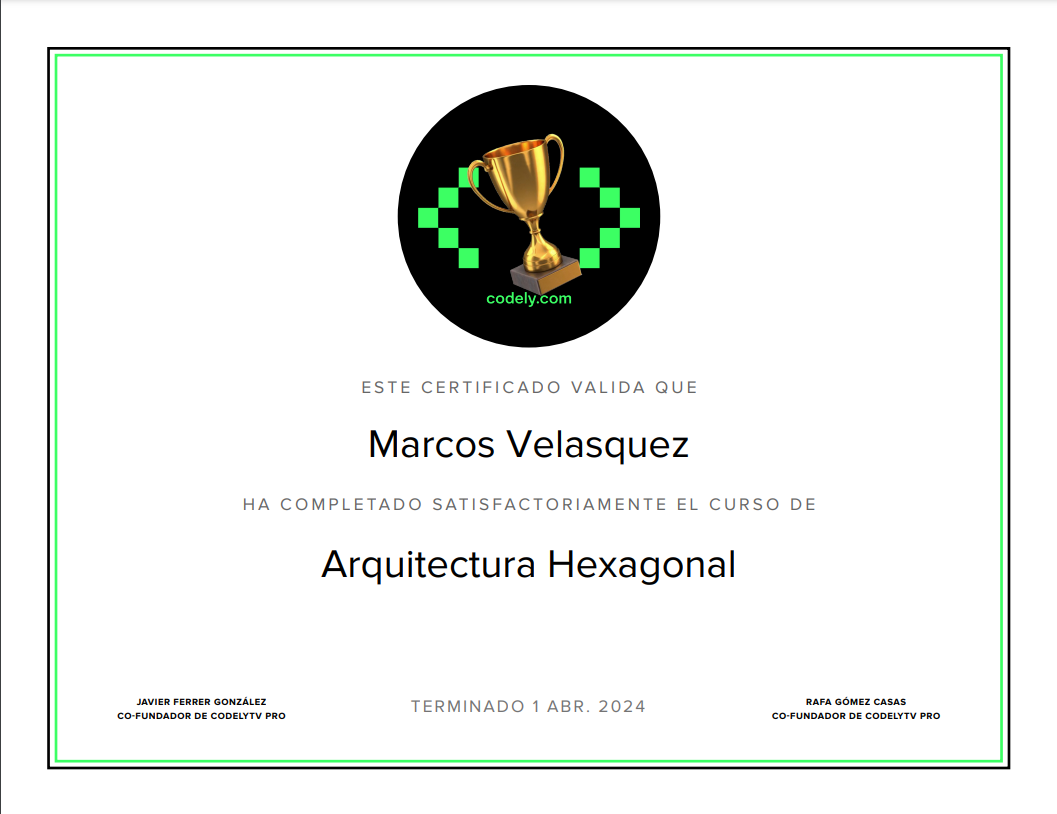 codely.com
ESTE CERTIFICADO VALIDA QUE
Marcos Velasquez
HA COMPLETADO SATISFACTORIAMENTE EL CURSO DE
Arquitectura Hexagonal
JAVIER FERRER GONZÁLEZ
CO-FUNDADOR DE CODELYTV PRO
TERMINADO 1 ABR. 2024
RAFA GÓMEZ CASAS
CO-FUNDADOR DE CODELYTV PRO